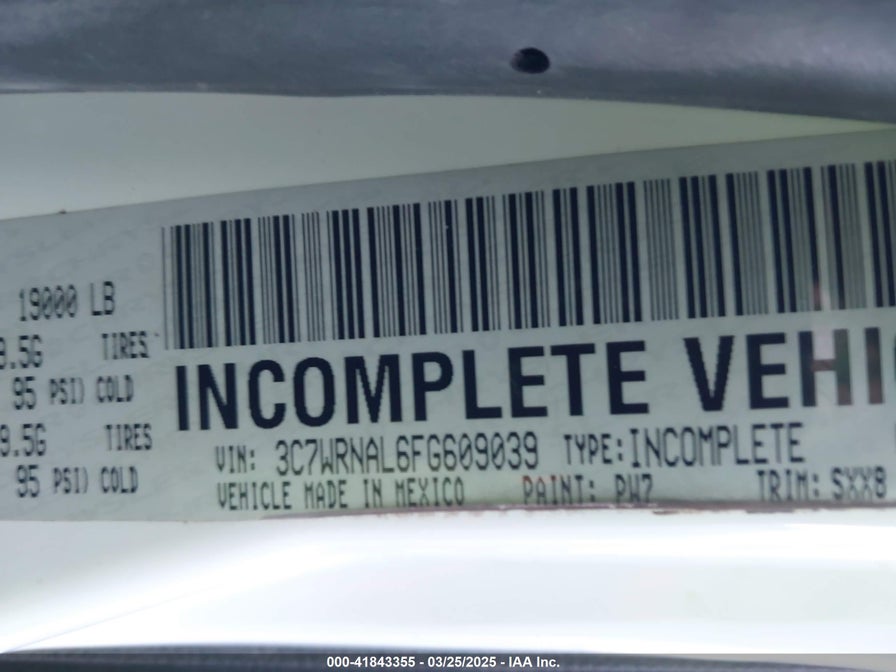 19000 LB
9.5G TIRES
95 PSI) COLD
9.5G TIRES
95 PSI) COLD
INCOMPLETE VEHI
VIN: 3C7WRNAL6FG609039 TYPE: INCOMPLETE
VEHICLE MADE IN MEXICO PAINT: PW7 TRIM: SXX8
000-41843355 - 03/25/2025 - IAA Inc.